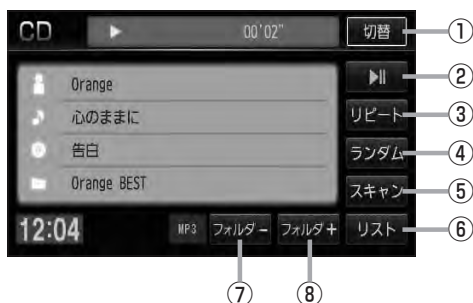 CD 00'02" 切替 ①
▶II ②
Orange
心のままに リピート ③
告白 ランダム ④
Orange BEST スキャン ⑤
12:04 MP3 フォルダ− フォルダ+ リスト ⑥
⑦ ⑧